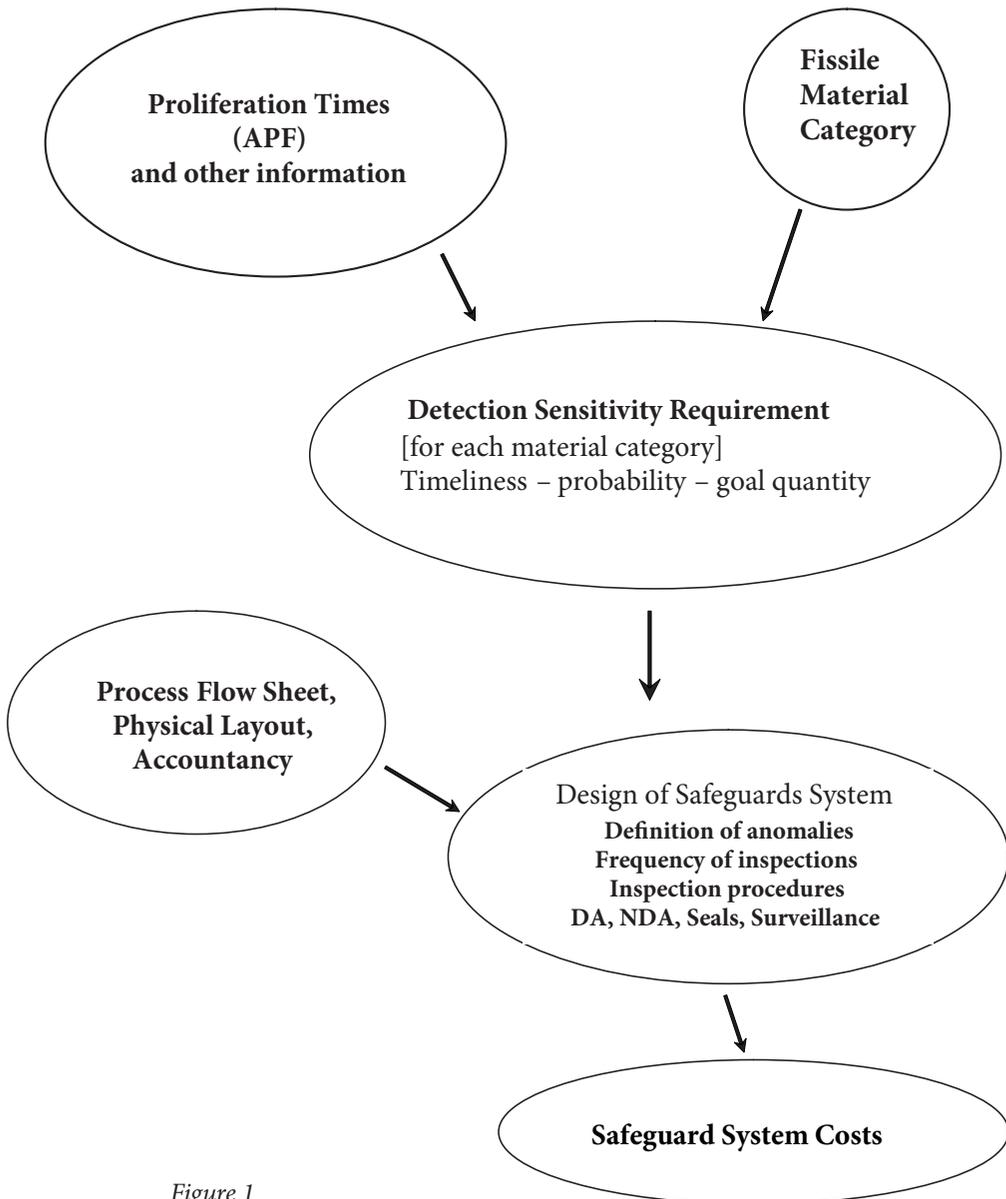 Proliferation Times
(APF)
and other information
Fissile
Material
Category
Detection Sensitivity Requirement
[for each material category]
Timeliness – probability – goal quantity
Process Flow Sheet,
Physical Layout,
Accountancy
Design of Safeguards System
Definition of anomalies
Frequency of inspections
Inspection procedures
DA, NDA, Seals, Surveillance
Safeguard System Costs
Figure 1